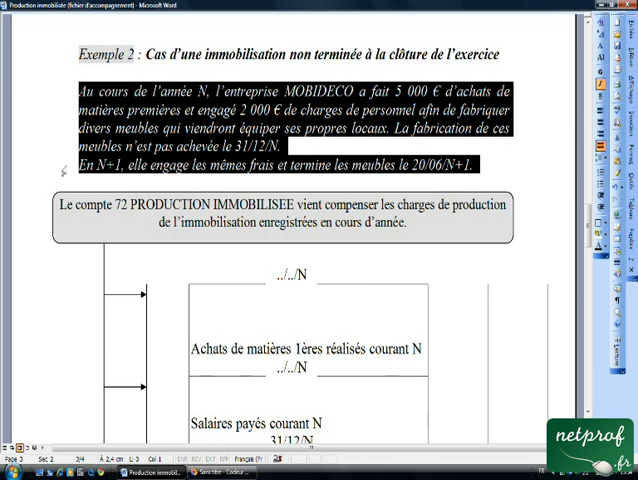 Production immobilisée (fichier d'accompagnement) - Microsoft Word
Exemple 2 : Cas d'une immobilisation non terminée à la clôture de l'exercice
Au cours de l'année N, l'entreprise MOBIDECO a fait 5 000 € d'achats de
matières premières et engagé 2 000 € de charges de personnel afin de fabriquer
divers meubles qui viendront équiper ses propres locaux. La fabrication de ces
meubles n'est pas achevée le 31/12/N.
En N+1, elle engage les mêmes frais et termine les meubles le 20/06/N+1.
Le compte 72 PRODUCTION IMMOBILISEE vient compenser les charges de production
de l'immobilisation enregistrées en cours d'année.
../../N
Achats de matières 1ères réalisés courant N
../../N
Salaires payés courant N
31/12/N
Page 3 Sec 2 3/4 À 2,4 cm Li 3 Col 1 ENR REV EXT RFP Français (Fr
Production immobil...
Sans titre - Codeur ...
FR
netprof
.fr